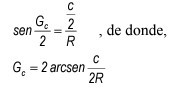 sen G_c/2 = (c/2)/R , de donde,
G_c = 2 arcsen c/2R